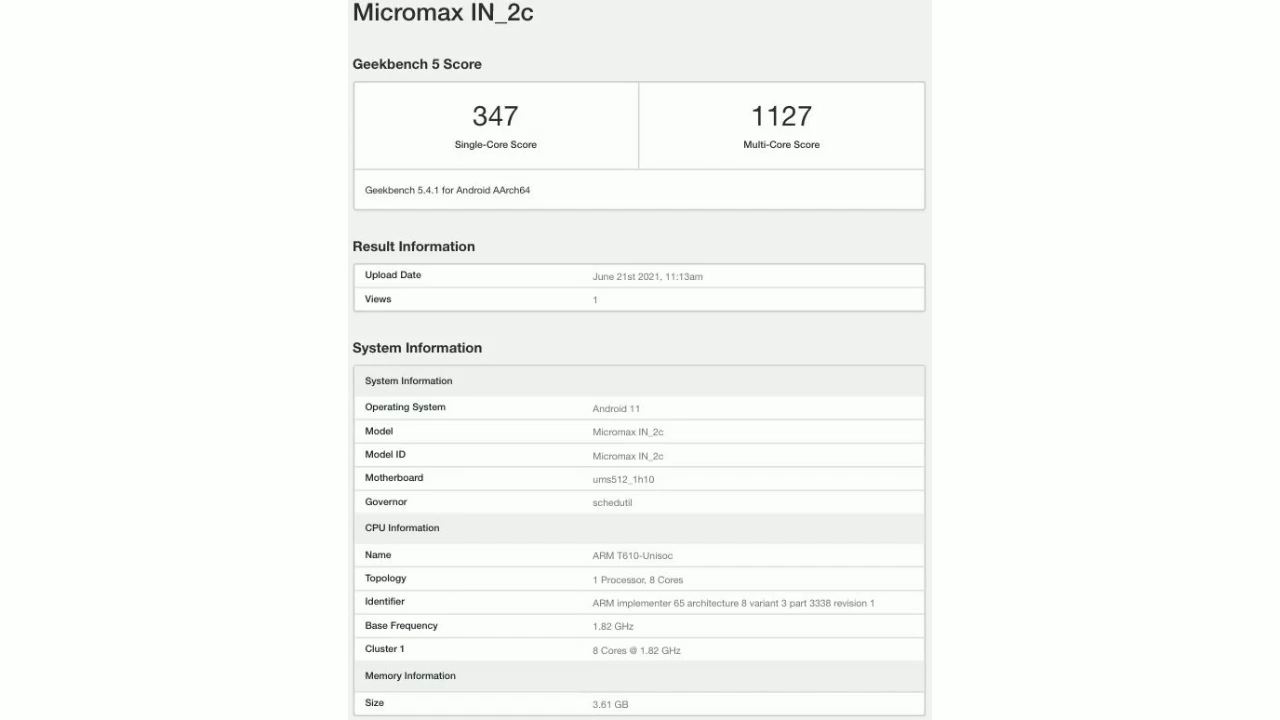 Micromax IN_2c
Geekbench 5 Score
347
Single-Core Score
1127
Multi-Core Score
Geekbench 5.4.1 for Android AArch64
Result Information
Upload Date June 21st 2021, 11:13am
Views 1
System Information
System Information
Operating System Android 11
Model Micromax IN_2c
Model ID Micromax IN_2c
Motherboard ums512_1h10
Governor schedutil
CPU Information
Name ARM T610-Unisoc
Topology 1 Processor, 8 Cores
Identifier ARM implementer 65 architecture 8 variant 3 part 3338 revision 1
Base Frequency 1.82 GHz
Cluster 1 8 Cores @ 1.82 GHz
Memory Information
Size 3.61 GB